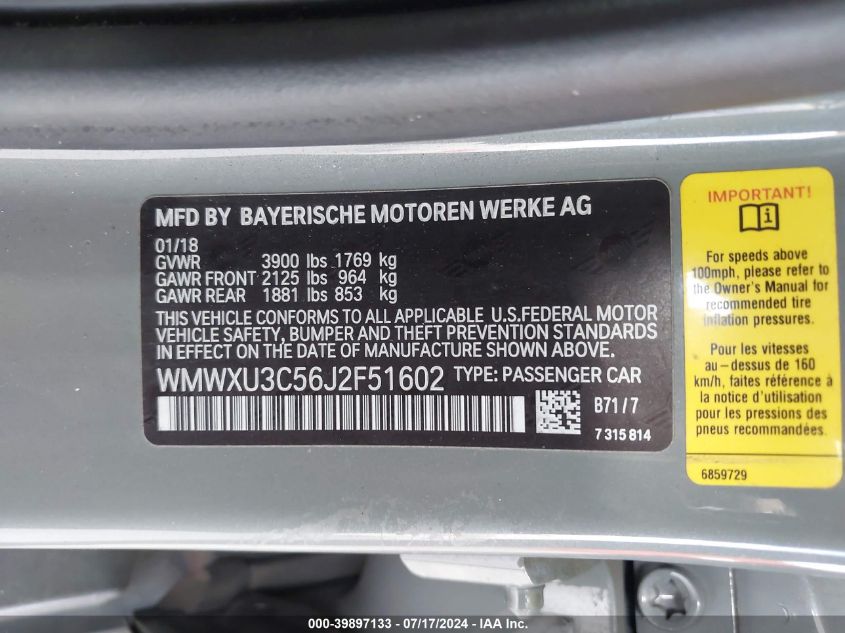 MFD BY BAYERISCHE MOTOREN WERKE AG
01/18
GVWR 3900 lbs 1769 kg
GAWR FRONT 2125 lbs 964 kg
GAWR REAR 1881 lbs 853 kg
THIS VEHICLE CONFORMS TO ALL APPLICABLE U.S.FEDERAL MOTOR
VEHICLE SAFETY, BUMPER AND THEFT PREVENTION STANDARDS
IN EFFECT ON THE DATE OF MANUFACTURE SHOWN ABOVE.
WMWXU3C56J2F51602 TYPE: PASSENGER CAR
B71/7
7 315 814
IMPORTANT!
For speeds above
100mph, please refer to
the Owner's Manual for
recommended tire
inflation pressures.
Pour les vitesses
au-dessus de 160
km/h, faites référence à
la notice d'utilisation
pour les pressions des
pneus recommandées.
6859729
000-39897133 - 07/17/2024 - IAA Inc.